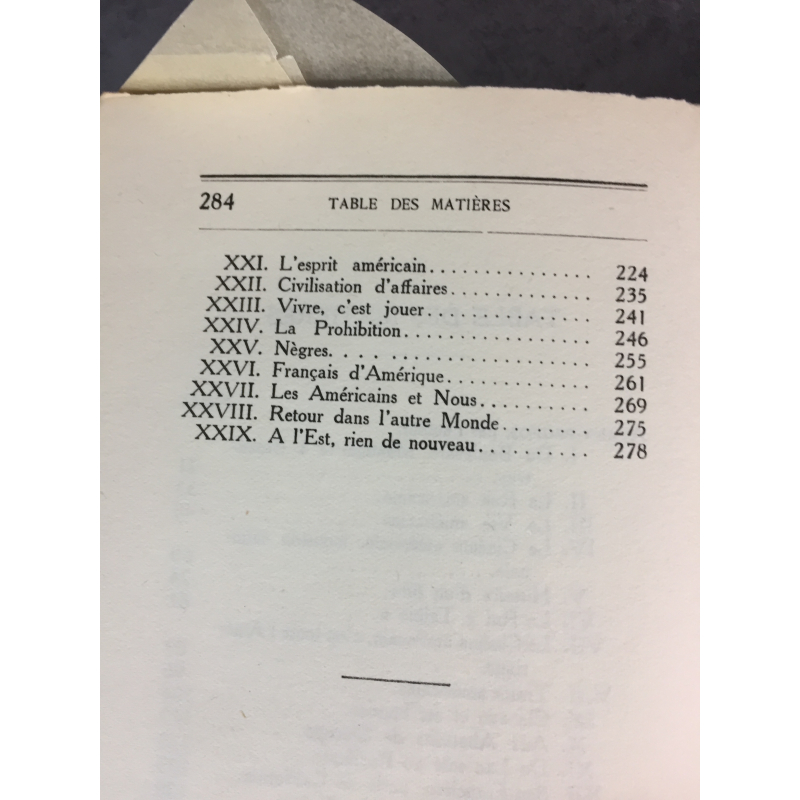 284 TABLE DES MATIÈRES
XXI. L'esprit américain............... 224
XXII. Civilisation d'affaires............. 235
XXIII. Vivre, c'est jouer............... 241
XXIV. La Prohibition................. 246
XXV. Nègres. . . . .................. 255
XXVI. Français d'Amérique............. 261
XXVII. Les Américains et Nous.......... 269
XXVIII. Retour dans l'autre Monde........ 275
XXIX. A l'Est, rien de nouveau.......... 278